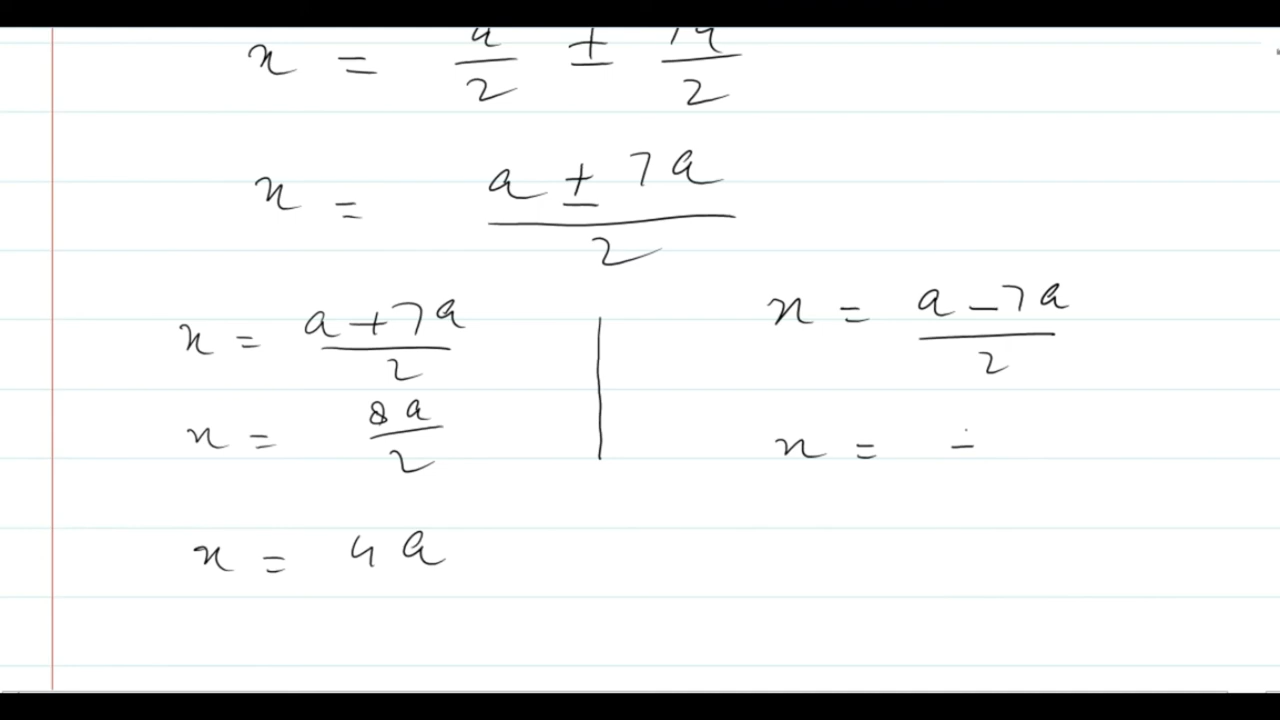 x = a/2 ± 7a/2
x = (a ± 7a)/2
x = (a + 7a)/2
x = 8a/2
x = 4a
x = (a - 7a)/2
x = -